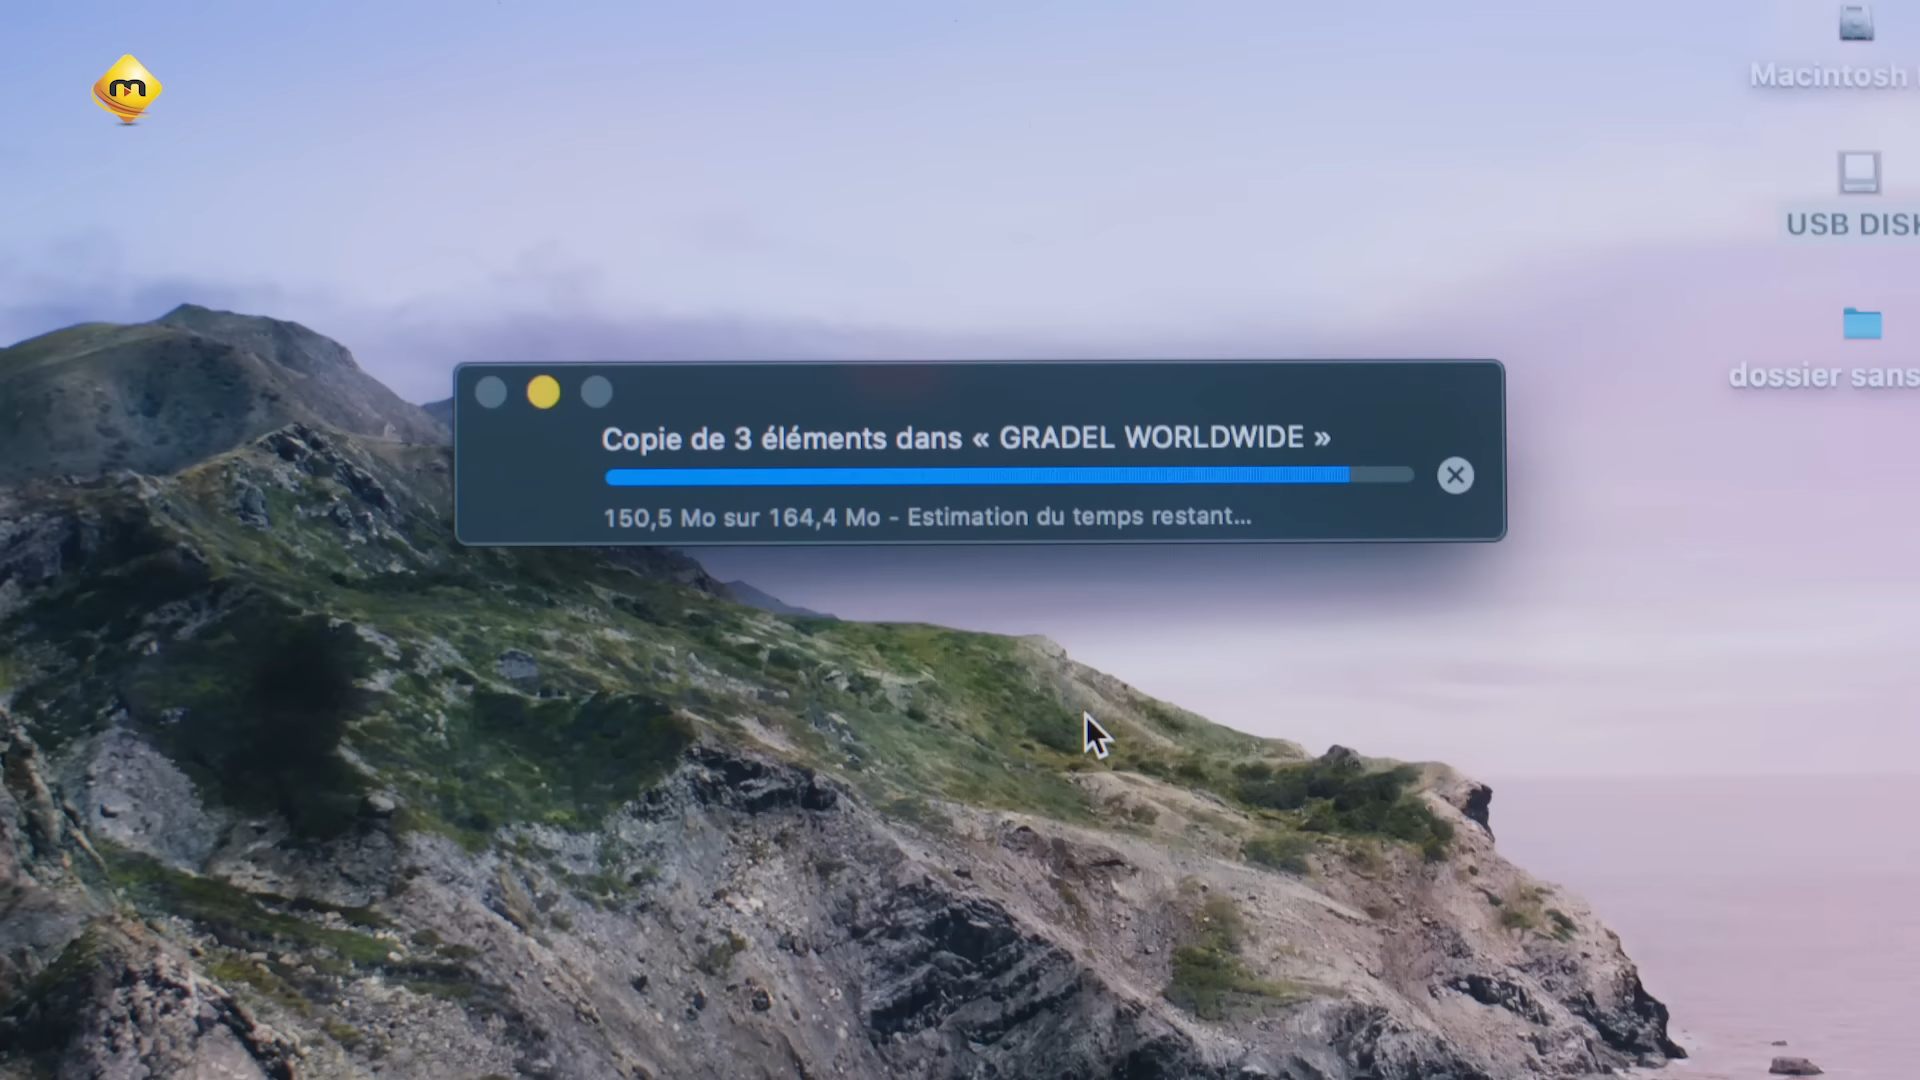 m
Macintosh
USB DISK
dossier sans
Copie de 3 éléments dans « GRADEL WORLDWIDE »
150,5 Mo sur 164,4 Mo - Estimation du temps restant...